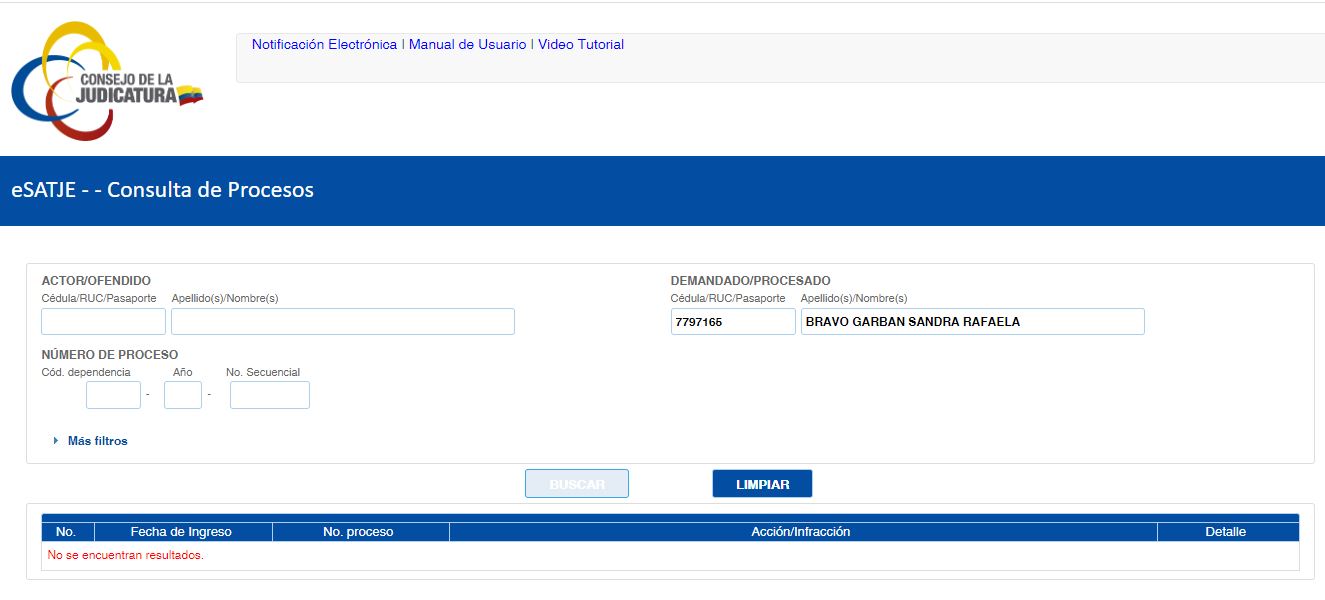 CONSEJO DE LA
JUDICATURA
Notificación Electrónica | Manual de Usuario | Video Tutorial
eSATJE - - Consulta de Procesos
ACTOR/OFENDIDO
Cédula/RUC/Pasaporte Apellido(s)/Nombre(s)
DEMANDADO/PROCESADO
Cédula/RUC/Pasaporte Apellido(s)/Nombre(s)
7797165 BRAVO GARBAN SANDRA RAFAELA
NÚMERO DE PROCESO
Cód. dependencia Año No. Secuencial
- -
Más filtros
BUSCAR LIMPIAR
No. Fecha de Ingreso No. proceso Acción/Infracción Detalle
No se encuentran resultados.